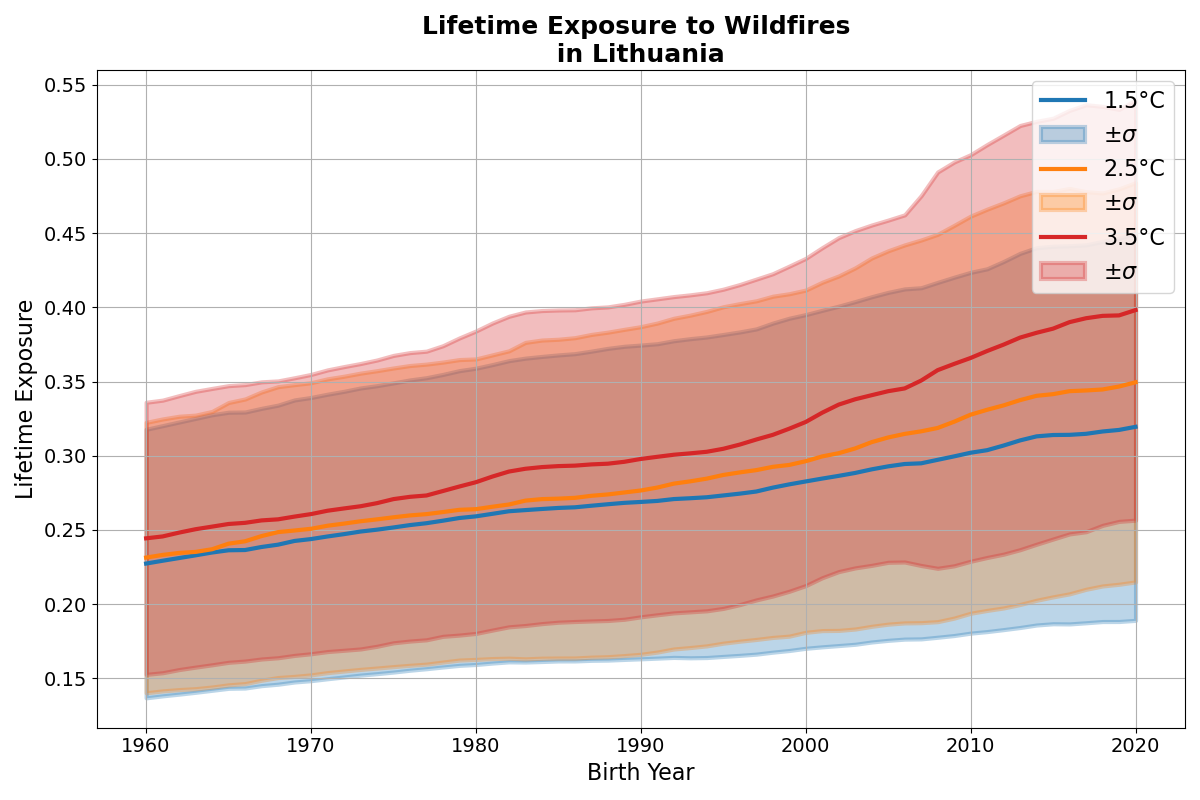 Lifetime Exposure to Wildfires
in Lithuania
Lifetime Exposure
0.55
0.50
0.45
0.40
0.35
0.30
0.25
0.20
0.15
1960
1970
1980
1990
2000
2010
2020
Birth Year
1.5°C
±σ
2.5°C
±σ
3.5°C
±σ